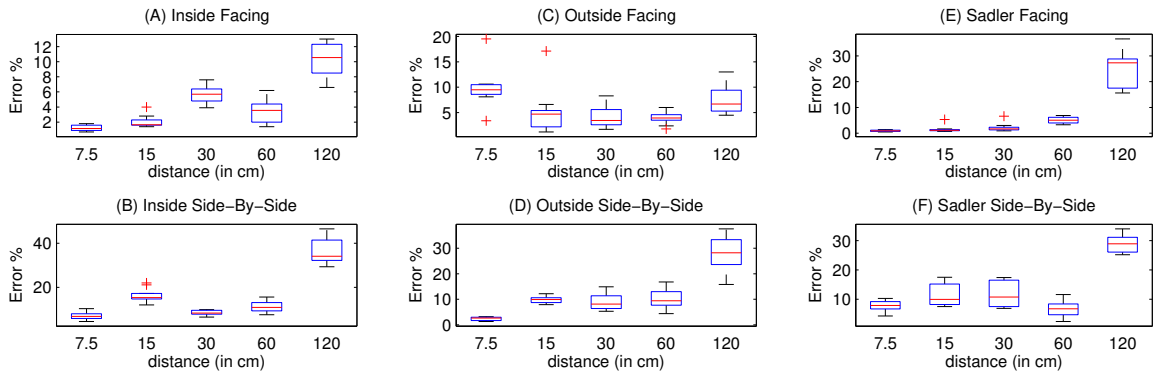 (A) Inside Facing
Error %
12
10
8
6
4
2
7.5 15 30 60 120
distance (in cm)
(C) Outside Facing
Error %
20
15
10
5
7.5 15 30 60 120
distance (in cm)
(E) Sadler Facing
Error %
30
20
10
0
7.5 15 30 60 120
distance (in cm)
(B) Inside Side−By−Side
Error %
40
20
7.5 15 30 60 120
distance (in cm)
(D) Outside Side−By−Side
Error %
30
20
10
0
7.5 15 30 60 120
distance (in cm)
(F) Sadler Side−By−Side
Error %
30
20
10
7.5 15 30 60 120
distance (in cm)